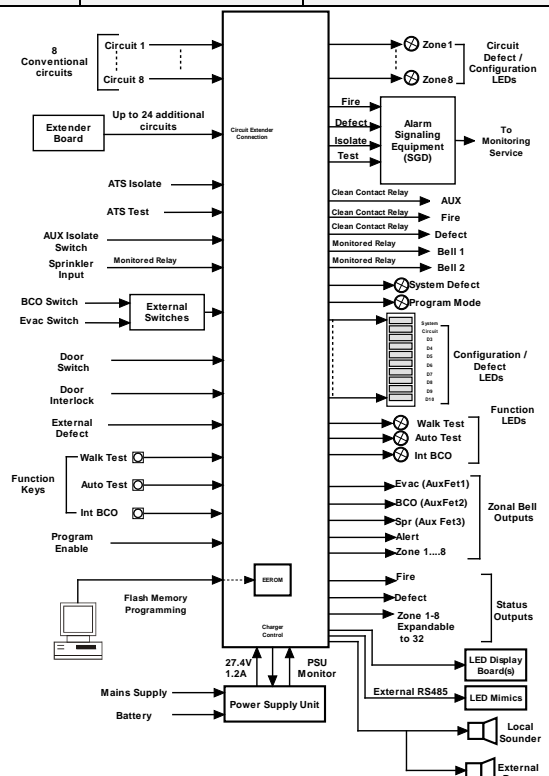 8
Conventional
circuits
Circuit 1
Circuit 8
Extender
Board
Up to 24 additional
circuits
Circuit Extender
Connection
ATS Isolate
ATS Test
AUX Isolate
Switch
Sprinkler
Input
Monitored Relay
BCO Switch
Evac Switch
External
Switches
Door
Switch
Door
Interlock
External
Defect
Function
Keys
Walk Test
Auto Test
Int BCO
Program
Enable
Flash Memory
Programming
EEROM
Charger
Control
27.4V
1.2A
PSU
Monitor
Mains Supply
Battery
Power Supply Unit
Zone1
Zone8
Circuit
Defect /
Configuration
LEDs
Fire
Defect
Isolate
Test
Alarm
Signaling
Equipment
(SGD)
To
Monitoring
Service
Clean Contact Relay
AUX
Clean Contact Relay
Fire
Clean Contact Relay
Defect
Monitored Relay
Bell 1
Monitored Relay
Bell 2
System Defect
Program Mode
System
Circuit
D3
D4
D5
D6
D7
D8
D9
D10
Configuration /
Defect
LEDs
Function
LEDs
Walk Test
Auto Test
Int BCO
Evac (AuxFet1)
BCO (AuxFet2)
Spr (Aux Fet3)
Alert
Zone 1....8
Zonal Bell
Outputs
Fire
Defect
Zone 1-8
Expandable
to 32
Status
Outputs
LED Display
Board(s)
External RS485
LED Mimics
Local
Sounder
External